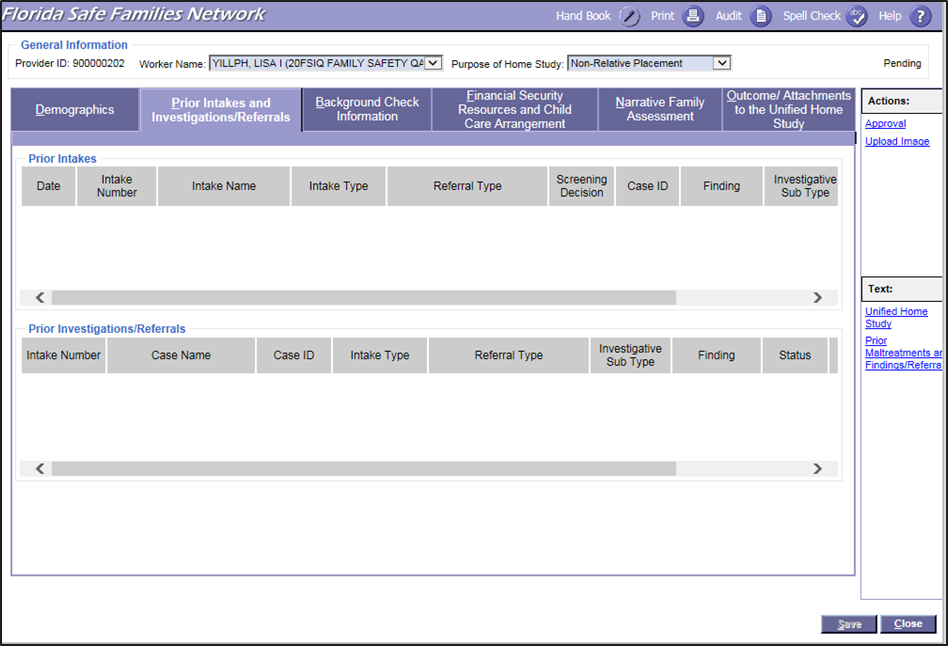 Florida Safe Families Network
Hand Book Print Audit Spell Check abc Help ?
General Information
Provider ID: 900000202 Worker Name: YILLPH, LISA I (20FSIQ FAMILY SAFETY QA Purpose of Home Study: Non-Relative Placement Pending
Demographics
Prior Intakes and
Investigations/Referrals
Background Check
Information
Financial Security
Resources and Child
Care Arrangement
Narrative Family
Assessment
Outcome/ Attachments
to the Unified Home
Study
Actions:
Approval
Upload Image
Prior Intakes
Date
Intake
Number
Intake Name
Intake Type
Referral Type
Screening
Decision
Case ID
Finding
Investigative
Sub Type
Text:
Unified Home
Study
Prior
Maltreatments ar
Findings/Referra
Prior Investigations/Referrals
Intake Number
Case Name
Case ID
Intake Type
Referral Type
Investigative
Sub Type
Finding
Status
Save Close